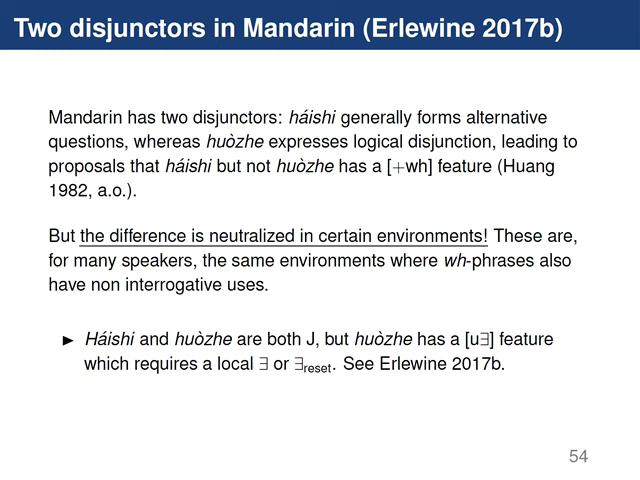 Two disjunctors in Mandarin (Erlewine 2017b)
Mandarin has two disjunctors: háishi generally forms alternative
questions, whereas huòzhe expresses logical disjunction, leading to
proposals that háishi but not huòzhe has a [+wh] feature (Huang
1982, a.o.).
But the difference is neutralized in certain environments! These are,
for many speakers, the same environments where wh-phrases also
have non interrogative uses.
▶ Háishi and huòzhe are both J, but huòzhe has a [u∃] feature
which requires a local ∃ or ∃reset. See Erlewine 2017b.
54